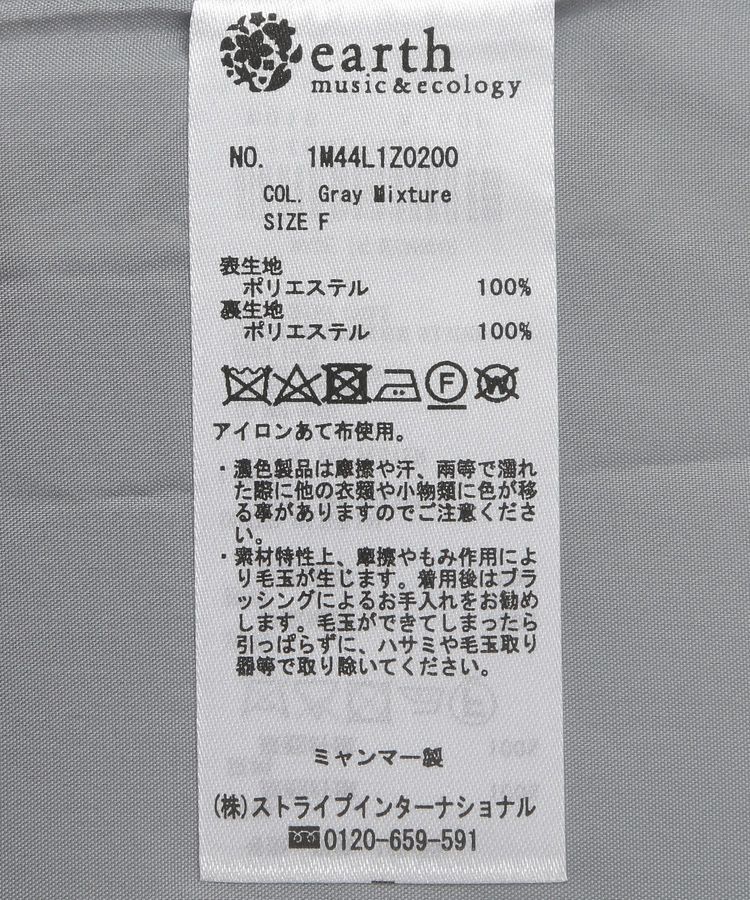 earth
music&ecology
NO. 1M44L1Z0200
COL. Gray Mixture
SIZE F
表生地
ポリエステル 100%
裏生地
ポリエステル 100%
F
W
アイロンあて布使用。
・濃色製品は摩擦や汗、雨等で濡れ
た際に他の衣類や小物類に色が移
る事がありますのでご注意くださ
い。
・素材特性上、摩擦やもみ作用によ
り毛玉が生じます。着用後はブラ
ッシングによるお手入れをお勧め
します。毛玉ができてしまったら
引っぱらずに、ハサミや毛玉取り
器等で取り除いてください。
ミャンマー製
(株)ストライプインターナショナル
0120-659-591